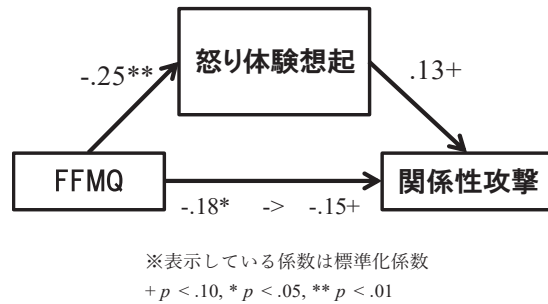 怒り体験想起
-.25**
.13+
FFMQ
関係性攻撃
-.18* -> -.15+
※表示している係数は標準化係数
+ p < .10, * p < .05, ** p < .01